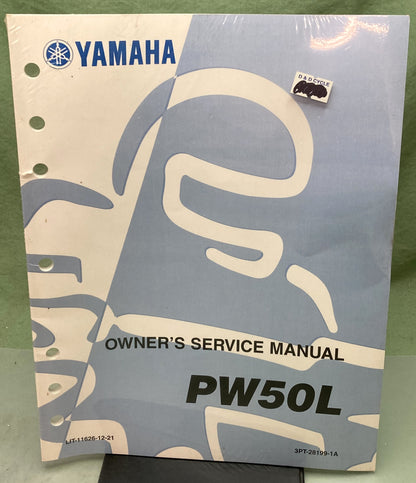 YAMAHA
D & D CYCLE
OWNER'S SERVICE MANUAL
PW50L
LIT-11626-12-21
3PT-28199-1A